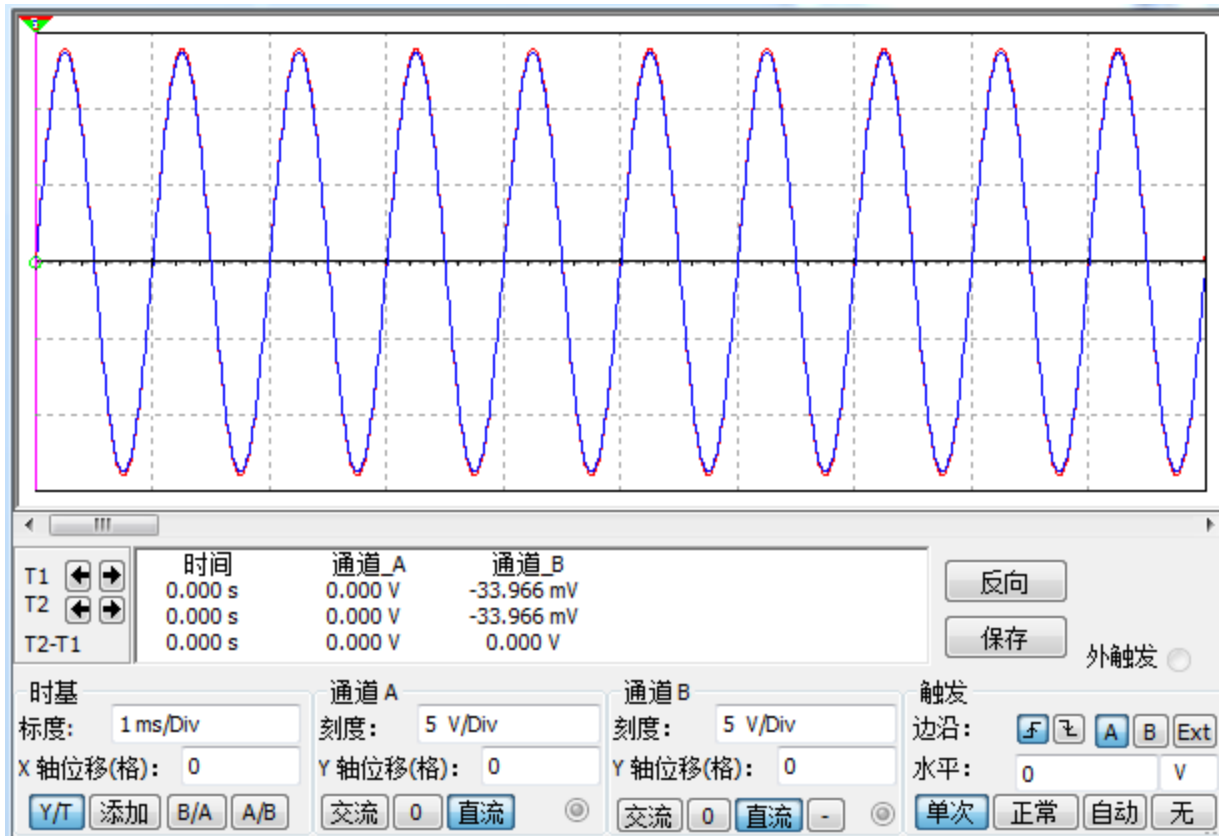 时间 通道_A 通道_B
T1 0.000 s 0.000 V -33.966 mV
T2 0.000 s 0.000 V -33.966 mV
T2-T1 0.000 s 0.000 V 0.000 V
反向
保存
外触发
时基 通道 A 通道 B 触发
标度: 1 ms/Div 刻度: 5 V/Div 刻度: 5 V/Div 边沿: A B Ext
X 轴位移(格): 0 Y 轴位移(格): 0 Y 轴位移(格): 0 水平: 0 V
Y/T 添加 B/A A/B 交流 0 直流 交流 0 直流 - 单次 正常 自动 无